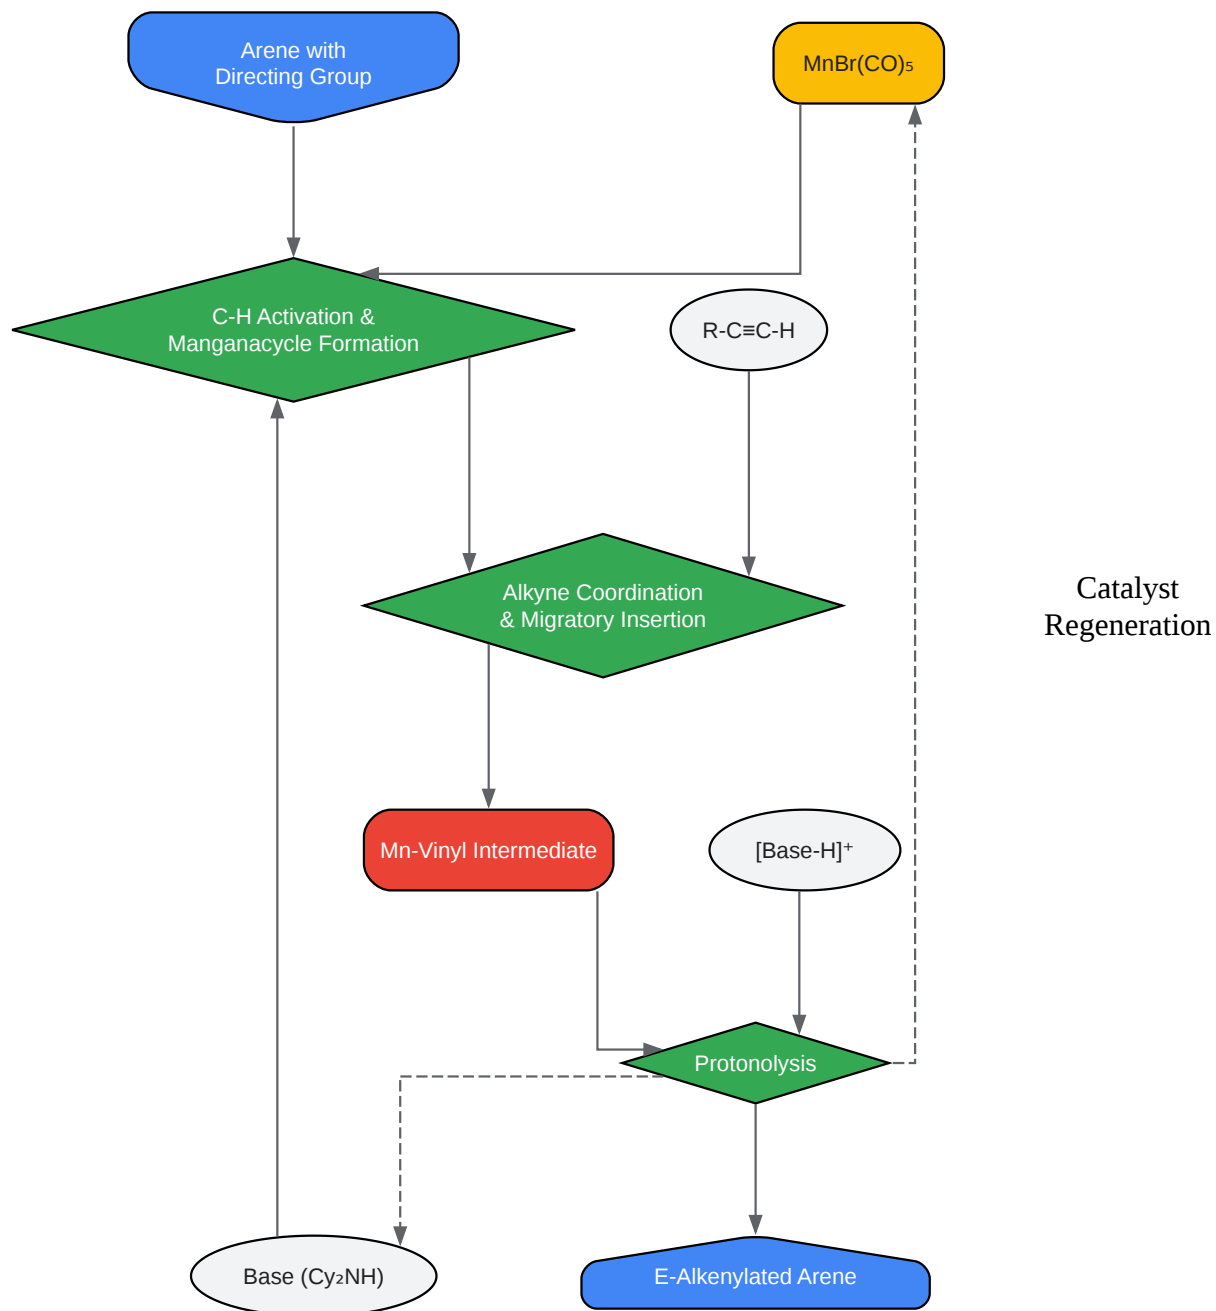 Arene with
Directing Group
MnBr(CO)₅
C-H Activation &
Manganacycle Formation
R-C≡C-H
Alkyne Coordination
& Migratory Insertion
Catalyst
Regeneration
Mn-Vinyl Intermediate
[Base-H]⁺
Protonolysis
Base (Cy₂NH)
E-Alkenylated Arene